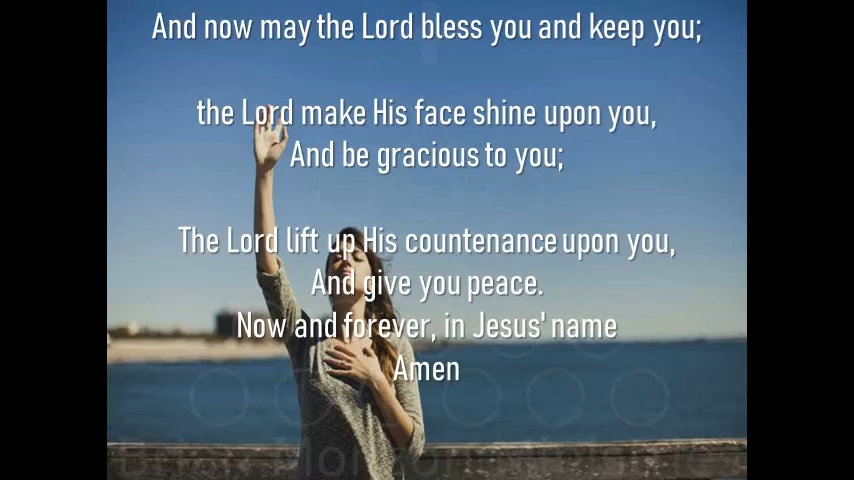 And now may the Lord bless you and keep you;
the Lord make His face shine upon you,
And be gracious to you;
The Lord lift up His countenance upon you,
And give you peace.
Now and forever, in Jesus' name
Amen